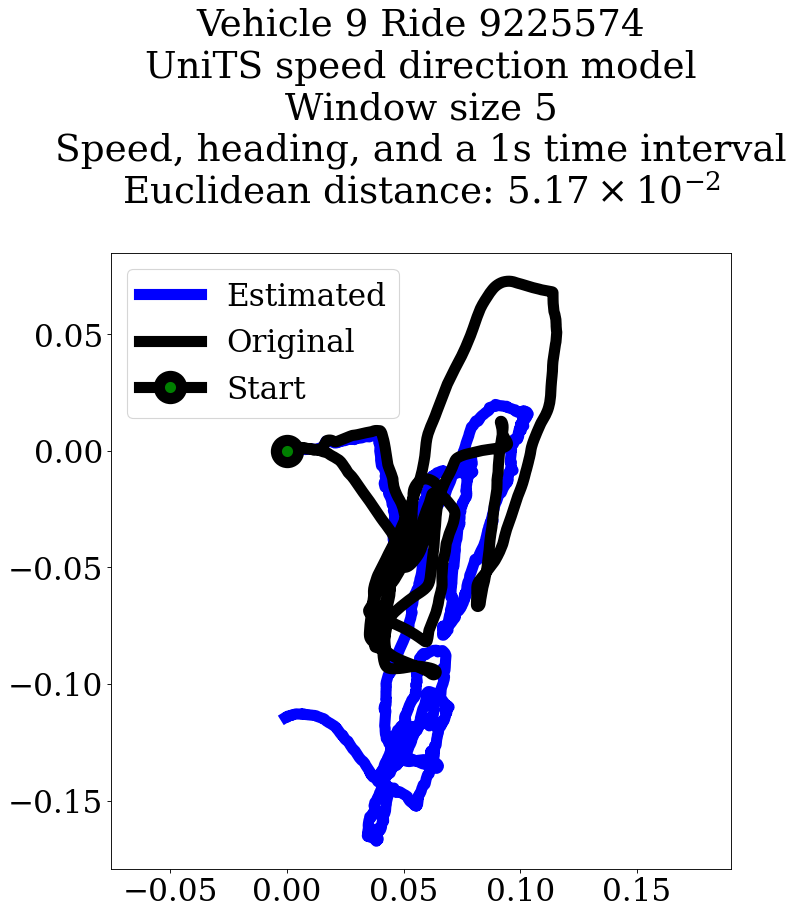 Vehicle 9 Ride 9225574
UniTS speed direction model
Window size 5
Speed, heading, and a 1s time interval
Euclidean distance: 5.17 × 10⁻²
Estimated
Original
Start
0.05
0.00
−0.05
−0.10
−0.15
−0.05 0.00 0.05 0.10 0.15